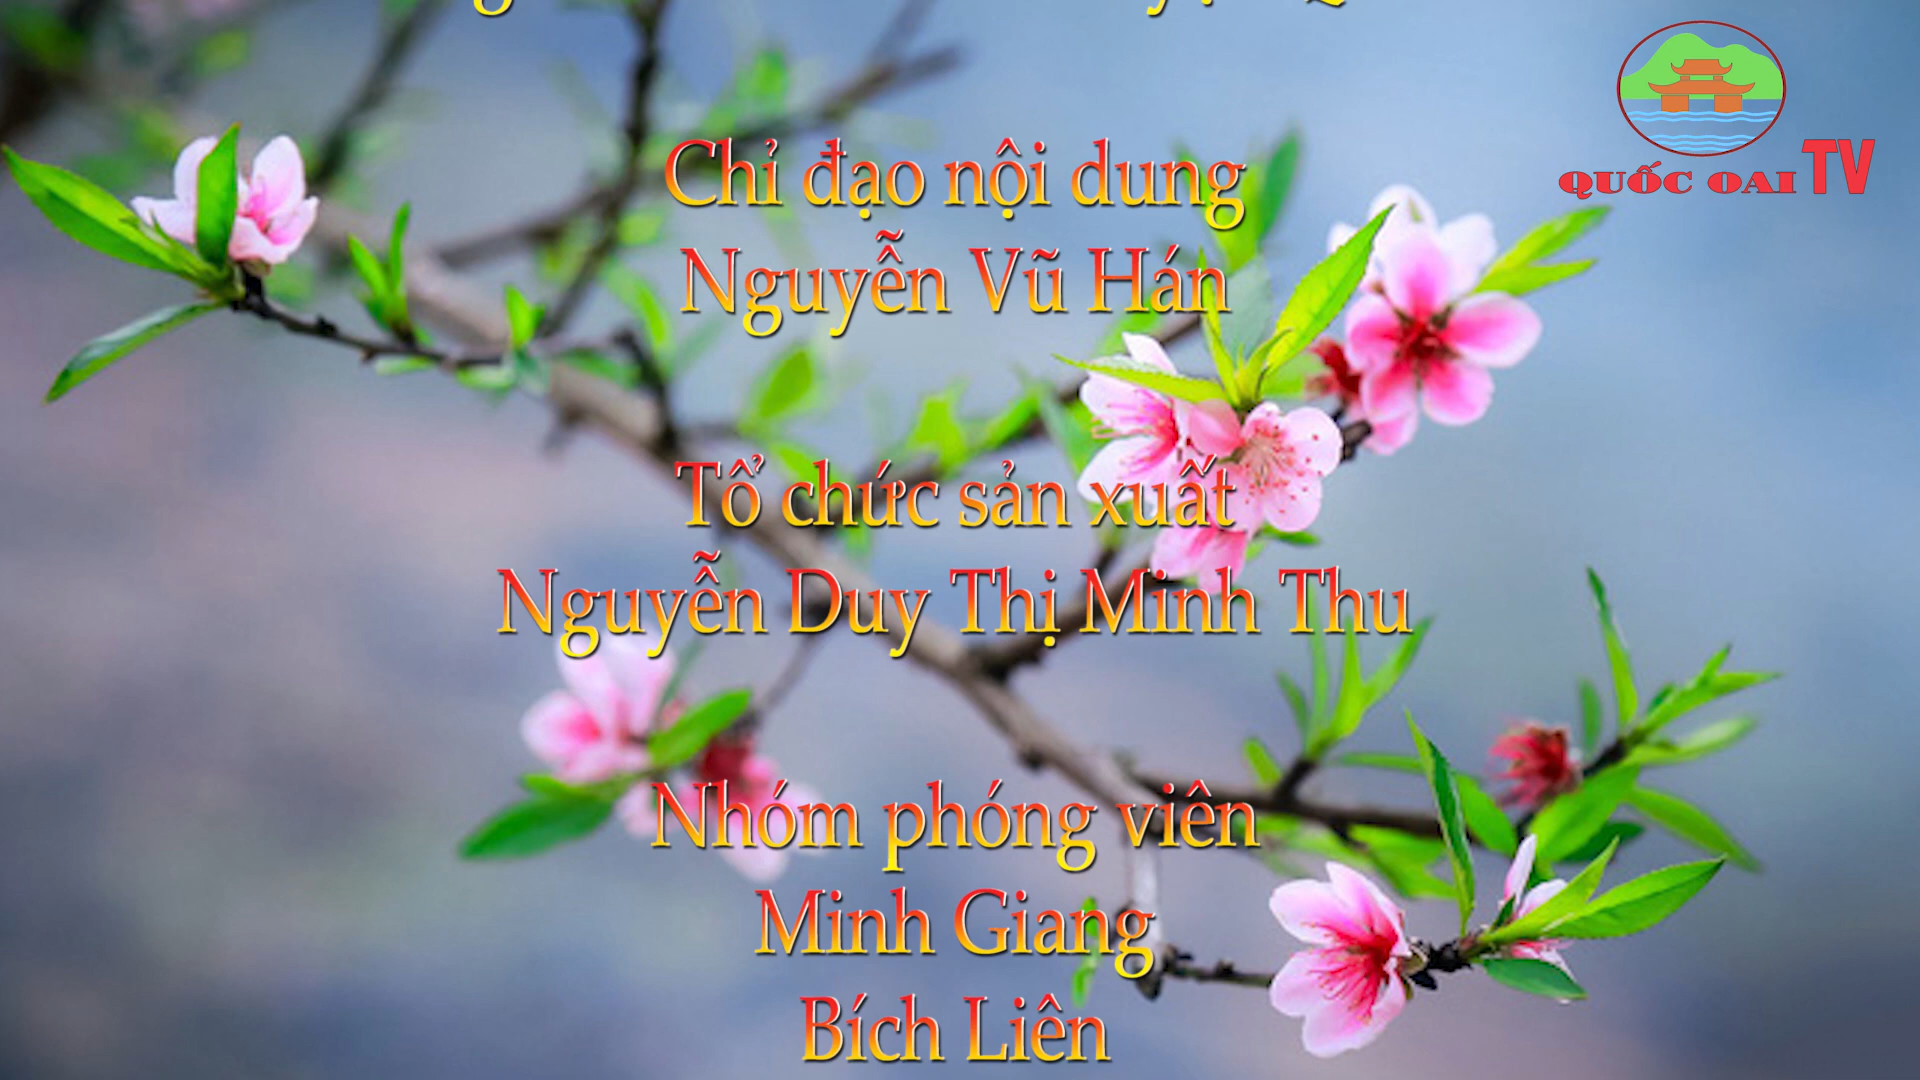 QUỐC OAI TV
Chỉ đạo nội dung
Nguyễn Vũ Hán
Tổ chức sản xuất
Nguyễn Duy Thị Minh Thu
Nhóm phóng viên
Minh Giang
Bích Liên